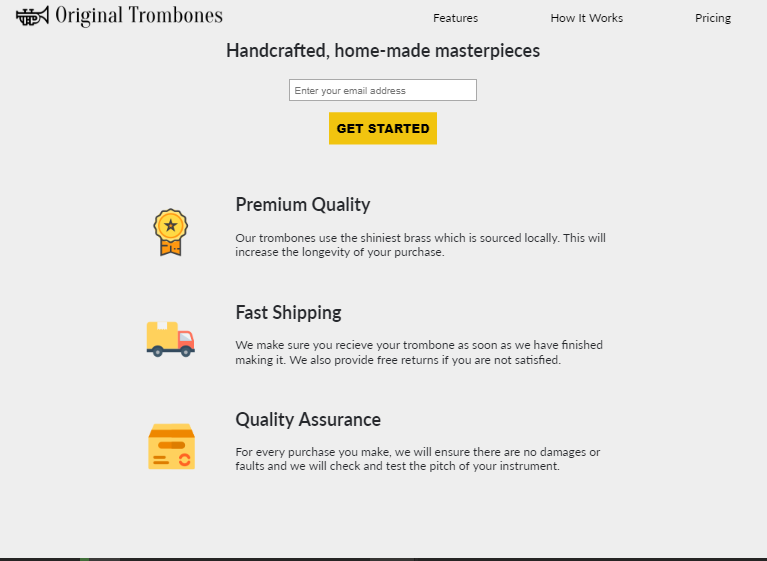 Original Trombones
Features
How It Works
Pricing
Handcrafted, home-made masterpieces
Enter your email address
GET STARTED
Premium Quality
Our trombones use the shiniest brass which is sourced locally. This will
increase the longevity of your purchase.
Fast Shipping
We make sure you recieve your trombone as soon as we have finished
making it. We also provide free returns if you are not satisfied.
Quality Assurance
For every purchase you make, we will ensure there are no damages or
faults and we will check and test the pitch of your instrument.